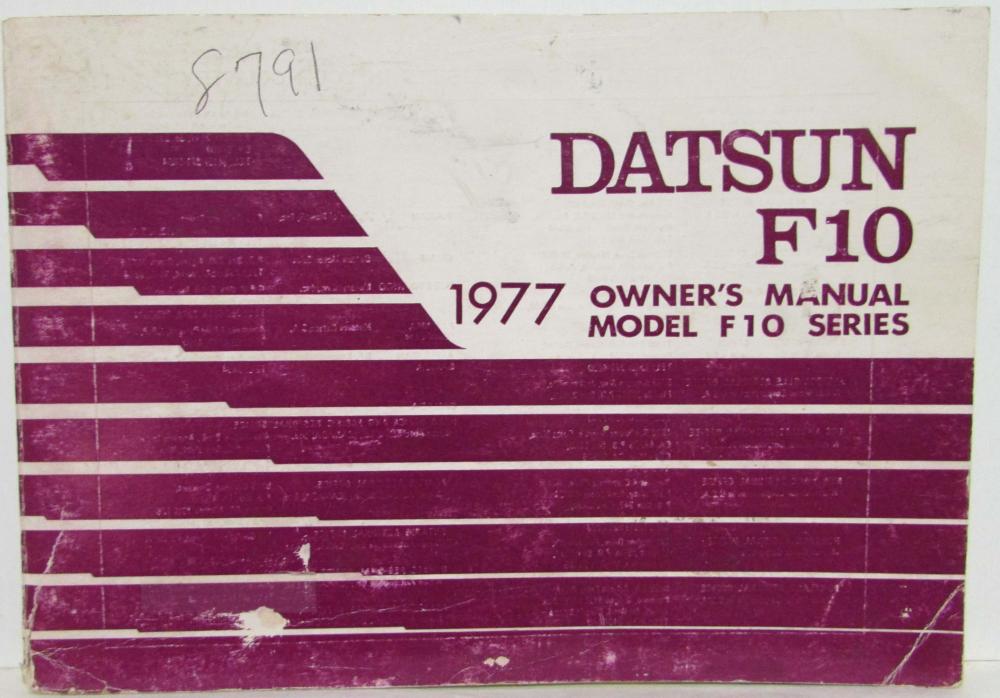 8791
DATSUN
F10
1977 OWNER'S MANUAL
MODEL F10 SERIES